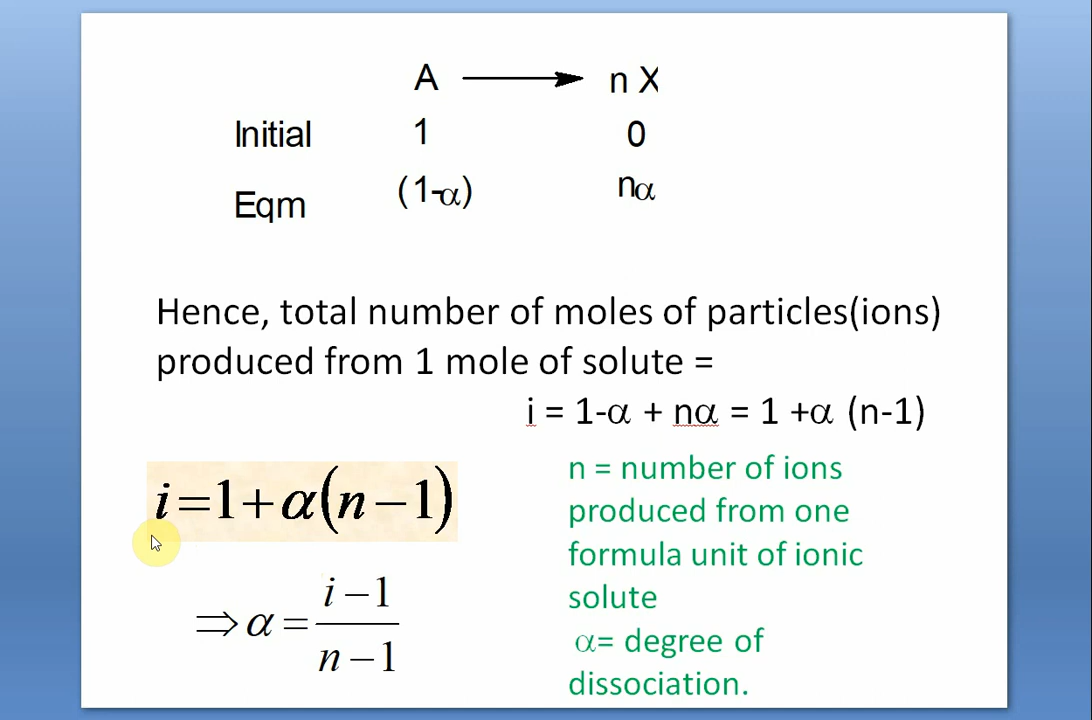 A ⟶ n X
Initial 1 0
Eqm (1-α) nα
Hence, total number of moles of particles(ions)
produced from 1 mole of solute =
i = 1-α + nα = 1 +α (n-1)
i=1+α(n−1)
⇒α=(i−1)/(n−1)
n = number of ions
produced from one
formula unit of ionic
solute
α= degree of
dissociation.